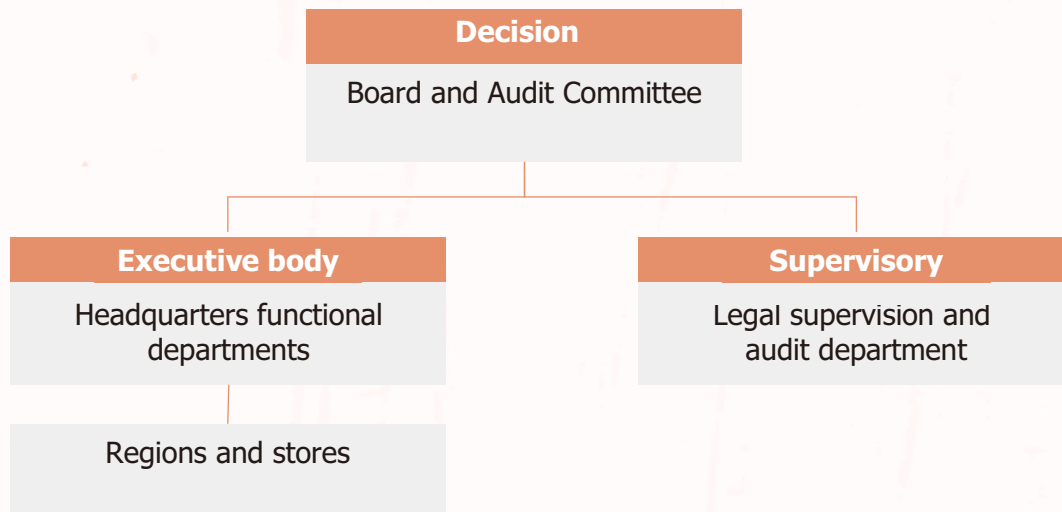 Decision
Board and Audit Committee
Executive body
Headquarters functional
departments
Regions and stores
Supervisory
Legal supervision and
audit department